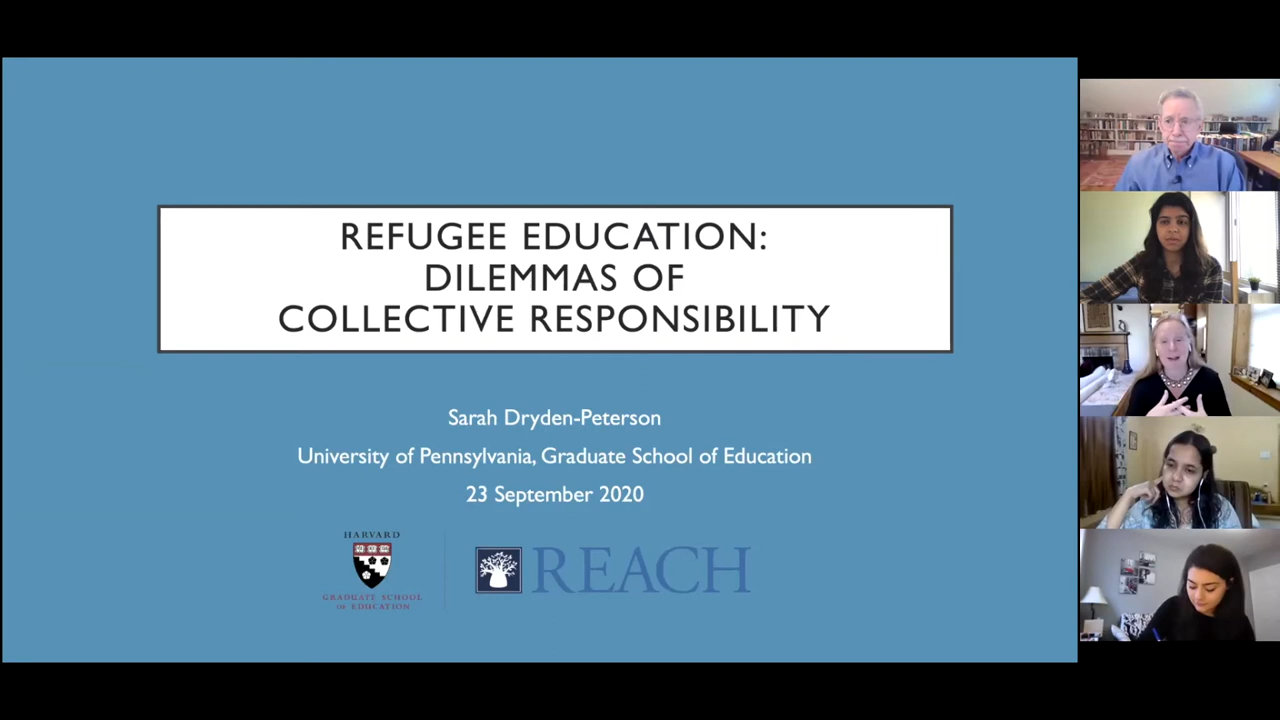 REFUGEE EDUCATION:
DILEMMAS OF
COLLECTIVE RESPONSIBILITY
Sarah Dryden-Peterson
University of Pennsylvania, Graduate School of Education
23 September 2020
HARVARD
GRADUATE SCHOOL
OF EDUCATION
REACH